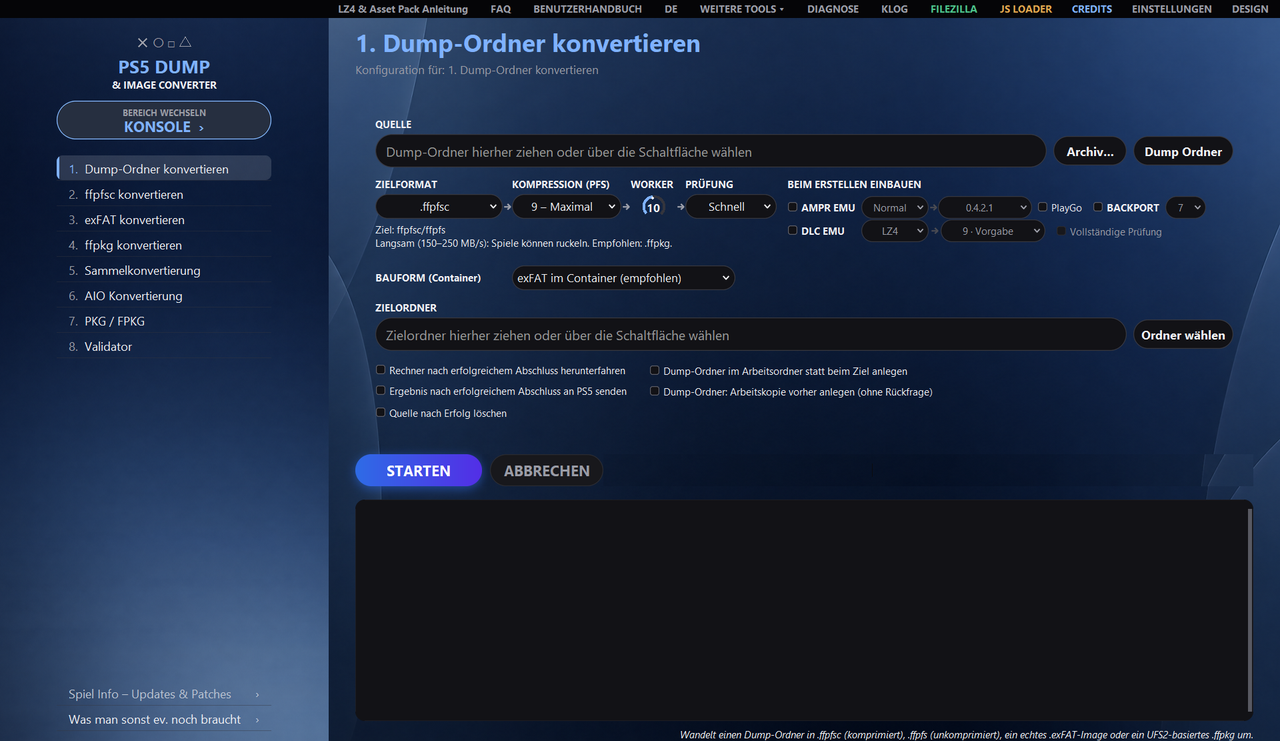 LZ4 & Asset Pack Anleitung FAQ BENUTZERHANDBUCH DE WEITERE TOOLS DIAGNOSE KLOG FILEZILLA JS LOADER CREDITS EINSTELLUNGEN DESIGN
PS5 DUMP
& IMAGE CONVERTER
BEREICH WECHSELN
KONSOLE ›
1. Dump-Ordner konvertieren
2. ffpfsc konvertieren
3. exFAT konvertieren
4. ffpkg konvertieren
5. Sammelkonvertierung
6. AIO Konvertierung
7. PKG / FPKG
8. Validator
Spiel Info – Updates & Patches ›
Was man sonst ev. noch braucht ›
1. Dump-Ordner konvertieren
Konfiguration für: 1. Dump-Ordner konvertieren
QUELLE
Dump-Ordner hierher ziehen oder über die Schaltfläche wählen Archiv... Dump Ordner
ZIELFORMAT KOMPRESSION (PFS) WORKER PRÜFUNG BEIM ERSTELLEN EINBAUEN
.ffpfsc 9 – Maximal 10 Schnell AMPR EMU Normal 0.4.2.1 PlayGo BACKPORT 7
Ziel: ffpfsc/ffpfs DLC EMU LZ4 9 - Vorgabe Vollständige Prüfung
Langsam (150–250 MB/s): Spiele können ruckeln. Empfohlen: .ffpkg.
BAUFORM (Container) exFAT im Container (empfohlen)
ZIELORDNER
Zielordner hierher ziehen oder über die Schaltfläche wählen Ordner wählen
Rechner nach erfolgreichem Abschluss herunterfahren Dump-Ordner im Arbeitsordner statt beim Ziel anlegen
Ergebnis nach erfolgreichem Abschluss an PS5 senden Dump-Ordner: Arbeitskopie vorher anlegen (ohne Rückfrage)
Quelle nach Erfolg löschen
STARTEN ABBRECHEN
Wandelt einen Dump-Ordner in .ffpfsc (komprimiert), .ffpfs (unkomprimiert), ein echtes .exFAT-Image oder ein UFS2-basiertes .ffpkg um.